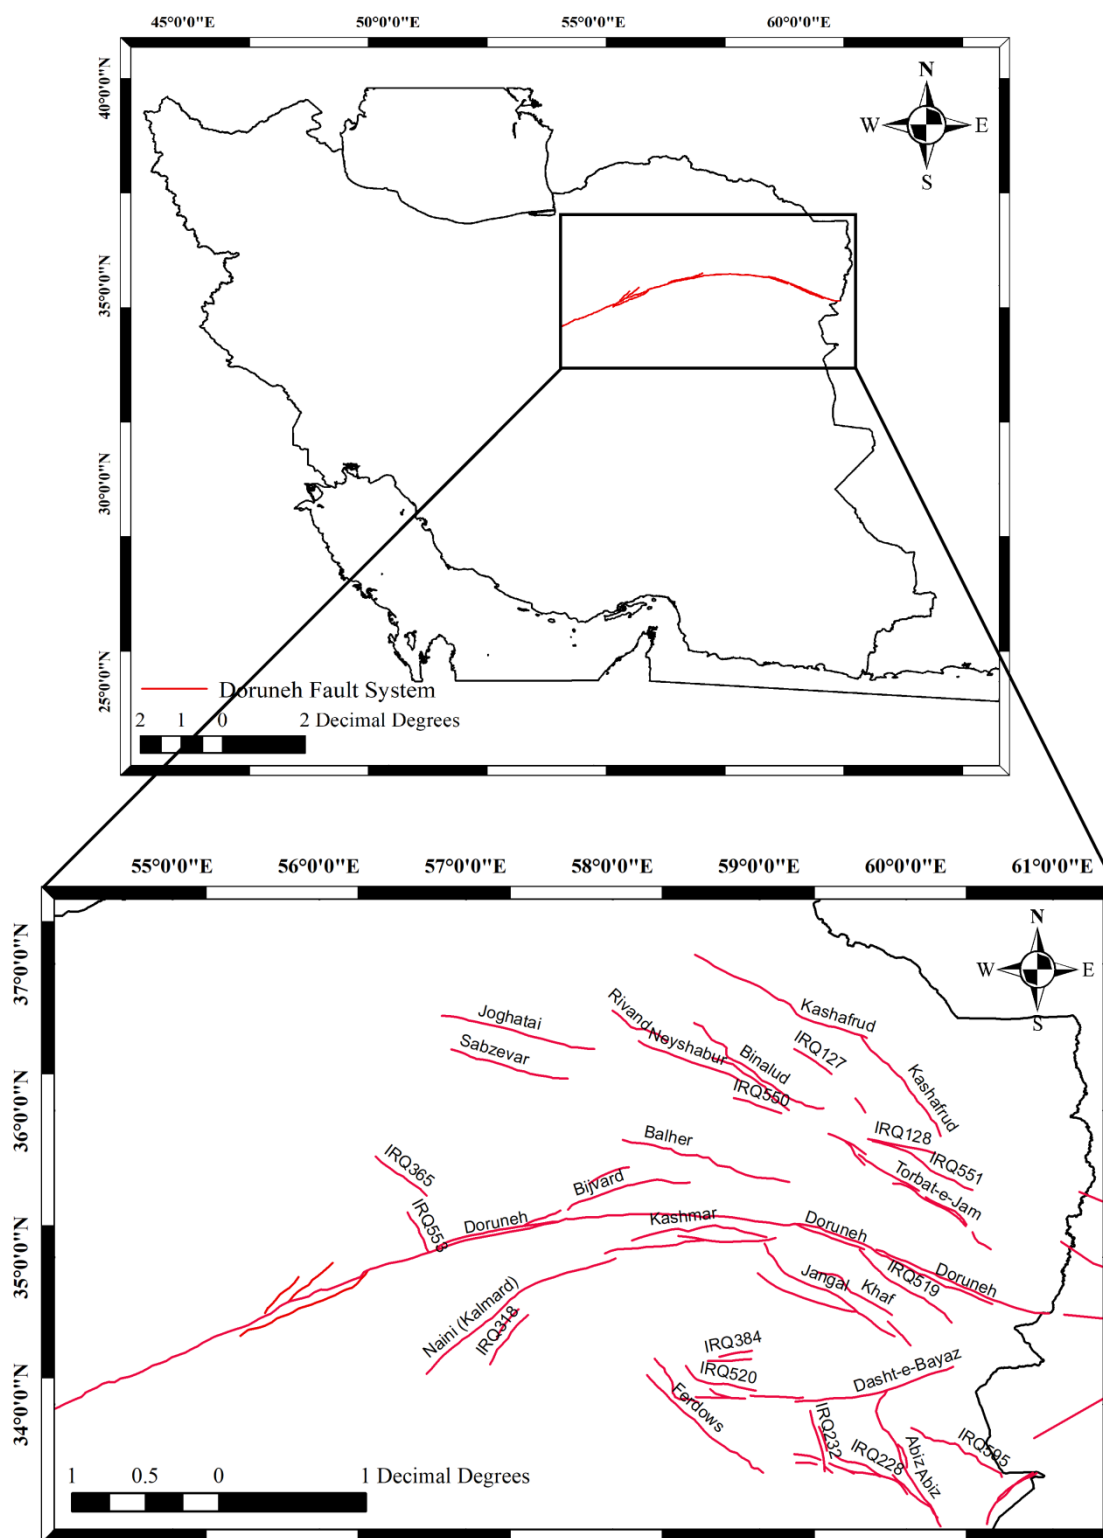 45°0'0"E 50°0'0"E 55°0'0"E 60°0'0"E
40°0'0"N
35°0'0"N
30°0'0"N
25°0'0"N
N
W E
S
Doruneh Fault System
2 1 0 2 Decimal Degrees
55°0'0"E 56°0'0"E 57°0'0"E 58°0'0"E 59°0'0"E 60°0'0"E 61°0'0"E
37°0'0"N
36°0'0"N
35°0'0"N
34°0'0"N
N
W E
S
Joghatai
Sabzevar
Rivand
Neyshabur
Binalud
IRQ550
IRQ127
Kashafrud
Kashafrud
IRQ128
IRQ551
Torbat-e-Jam
Balher
Bijvard
IRQ365
IRQ553
Doruneh
Kashmar
Doruneh
Doruneh
IRQ519
Jangal
Khaf
Naini (Kalmard)
IRQ318
IRQ384
IRQ520
Dasht-e-Bayaz
Ferdows
IRQ232
IRQ228
Abiz
Abiz
IRQ595
1 0.5 0 1 Decimal Degrees